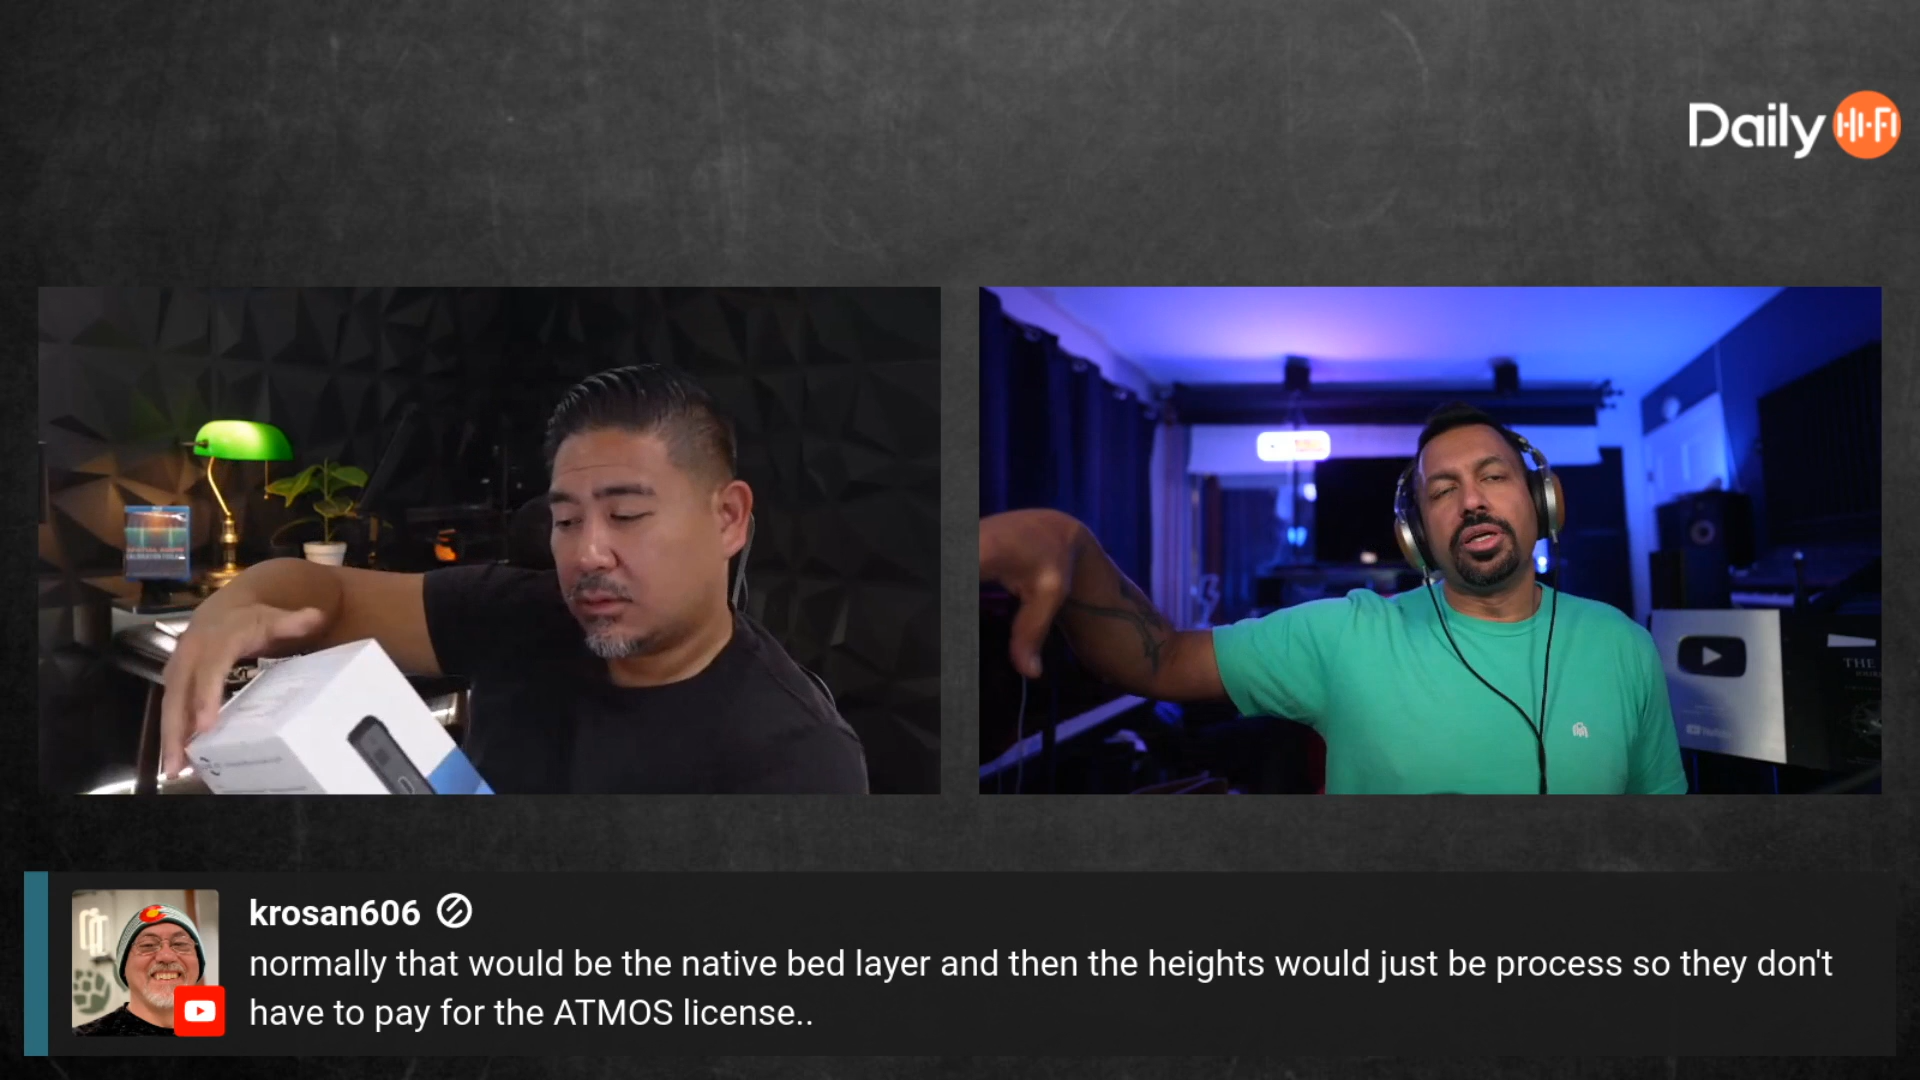 Daily HI-FI
THE
krosan606
normally that would be the native bed layer and then the heights would just be process so they don't
have to pay for the ATMOS license..